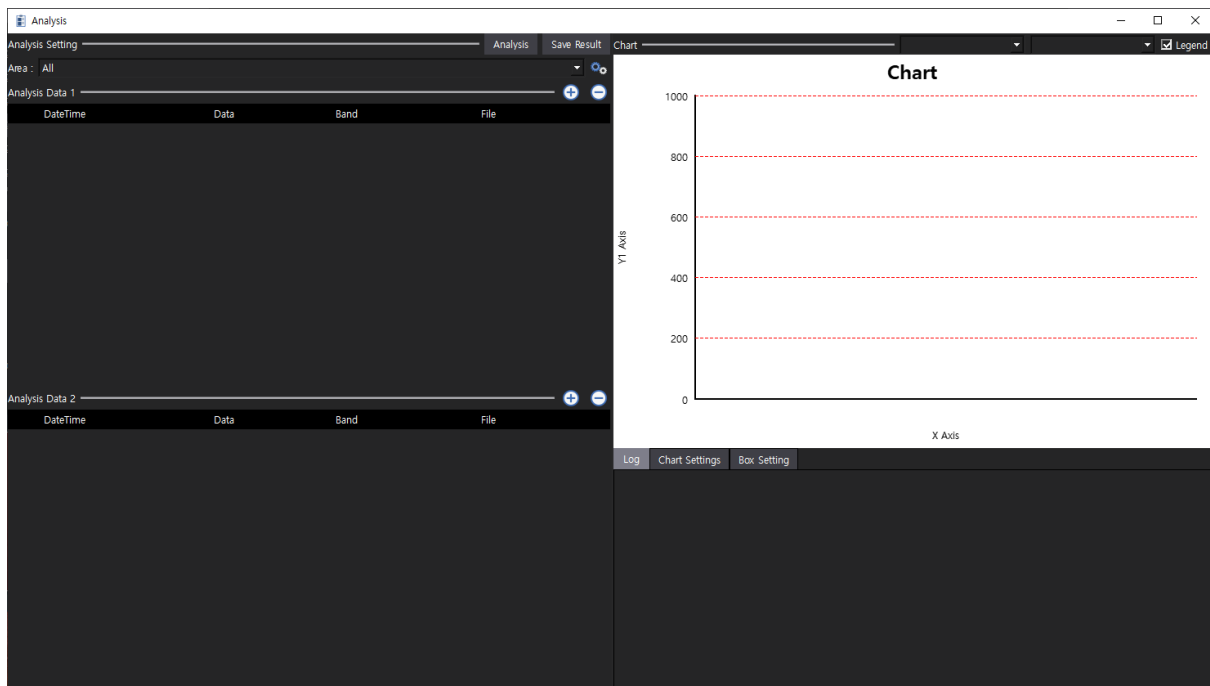 Analysis
Analysis Setting Analysis Save Result
Area : All
Analysis Data 1
DateTime Data Band File
Analysis Data 2
DateTime Data Band File
Chart Legend
Chart
1000
800
600
400
200
0
Y1 Axis
X Axis
Log Chart Settings Box Setting